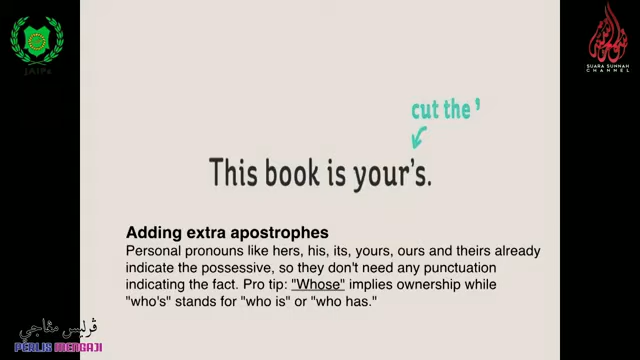 JAIPs
SUARA SUNNAH
CHANNEL
cut the '
This book is your's.
Adding extra apostrophes
Personal pronouns like hers, his, its, yours, ours and theirs already
indicate the possessive, so they don't need any punctuation
indicating the fact. Pro tip: "Whose" implies ownership while
"who's" stands for "who is" or "who has."
ڤرليس مڠاجي
PERLIS MENGAJI